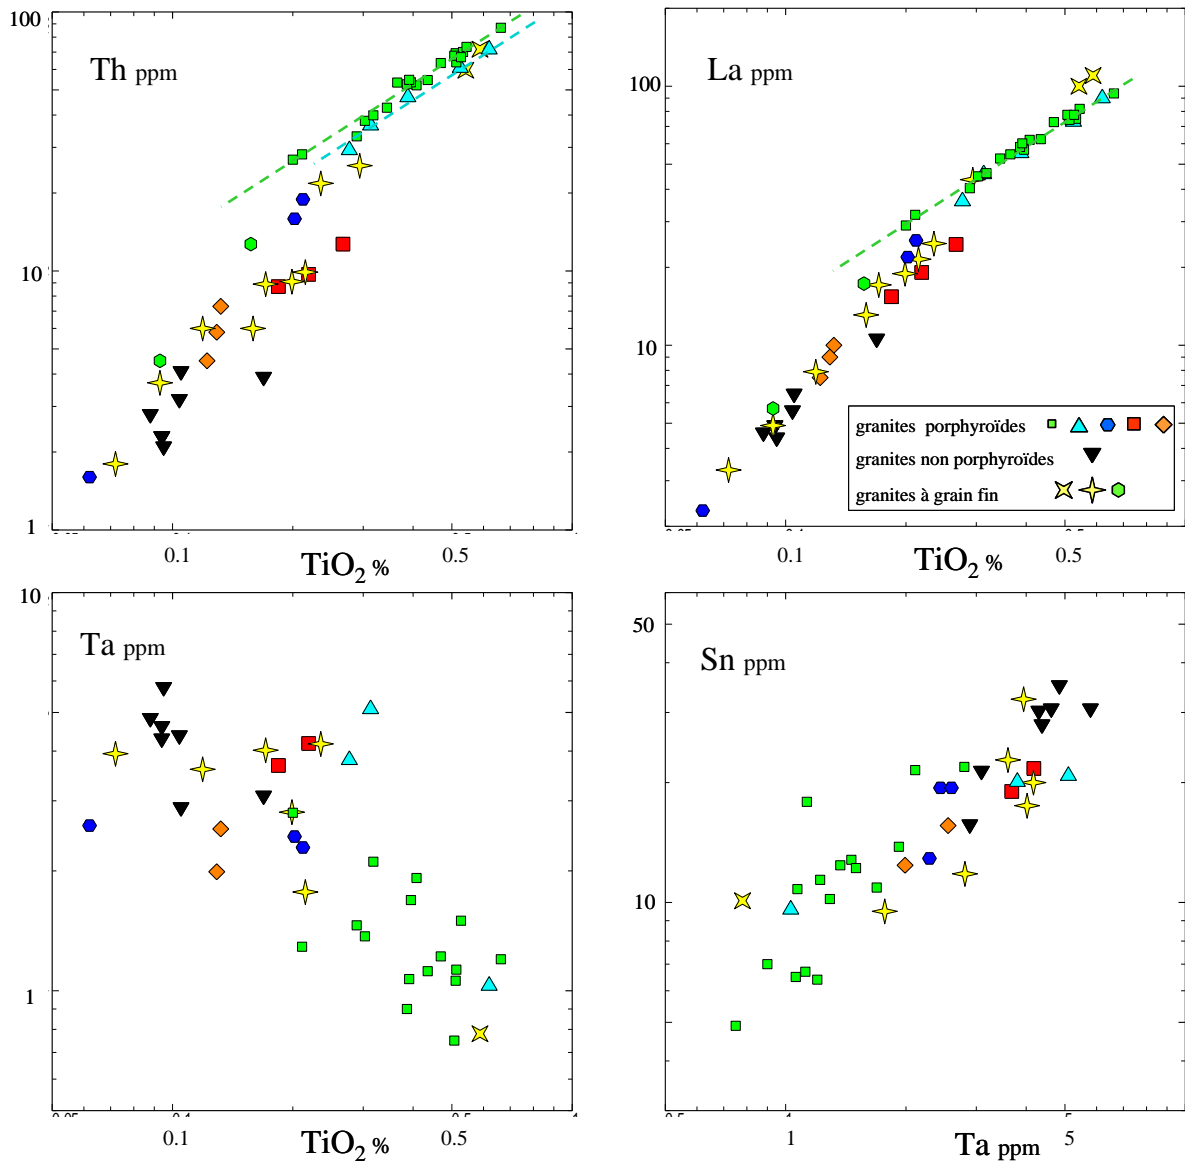 100
Th ppm
10
1
0.1
0.5
TiO2 %
La ppm
100
10
granites porphyroïdes
granites non porphyroïdes
granites à grain fin
0.1
0.5
TiO2 %
10
Ta ppm
1
0.1
0.5
TiO2 %
50
Sn ppm
10
1
5
Ta ppm